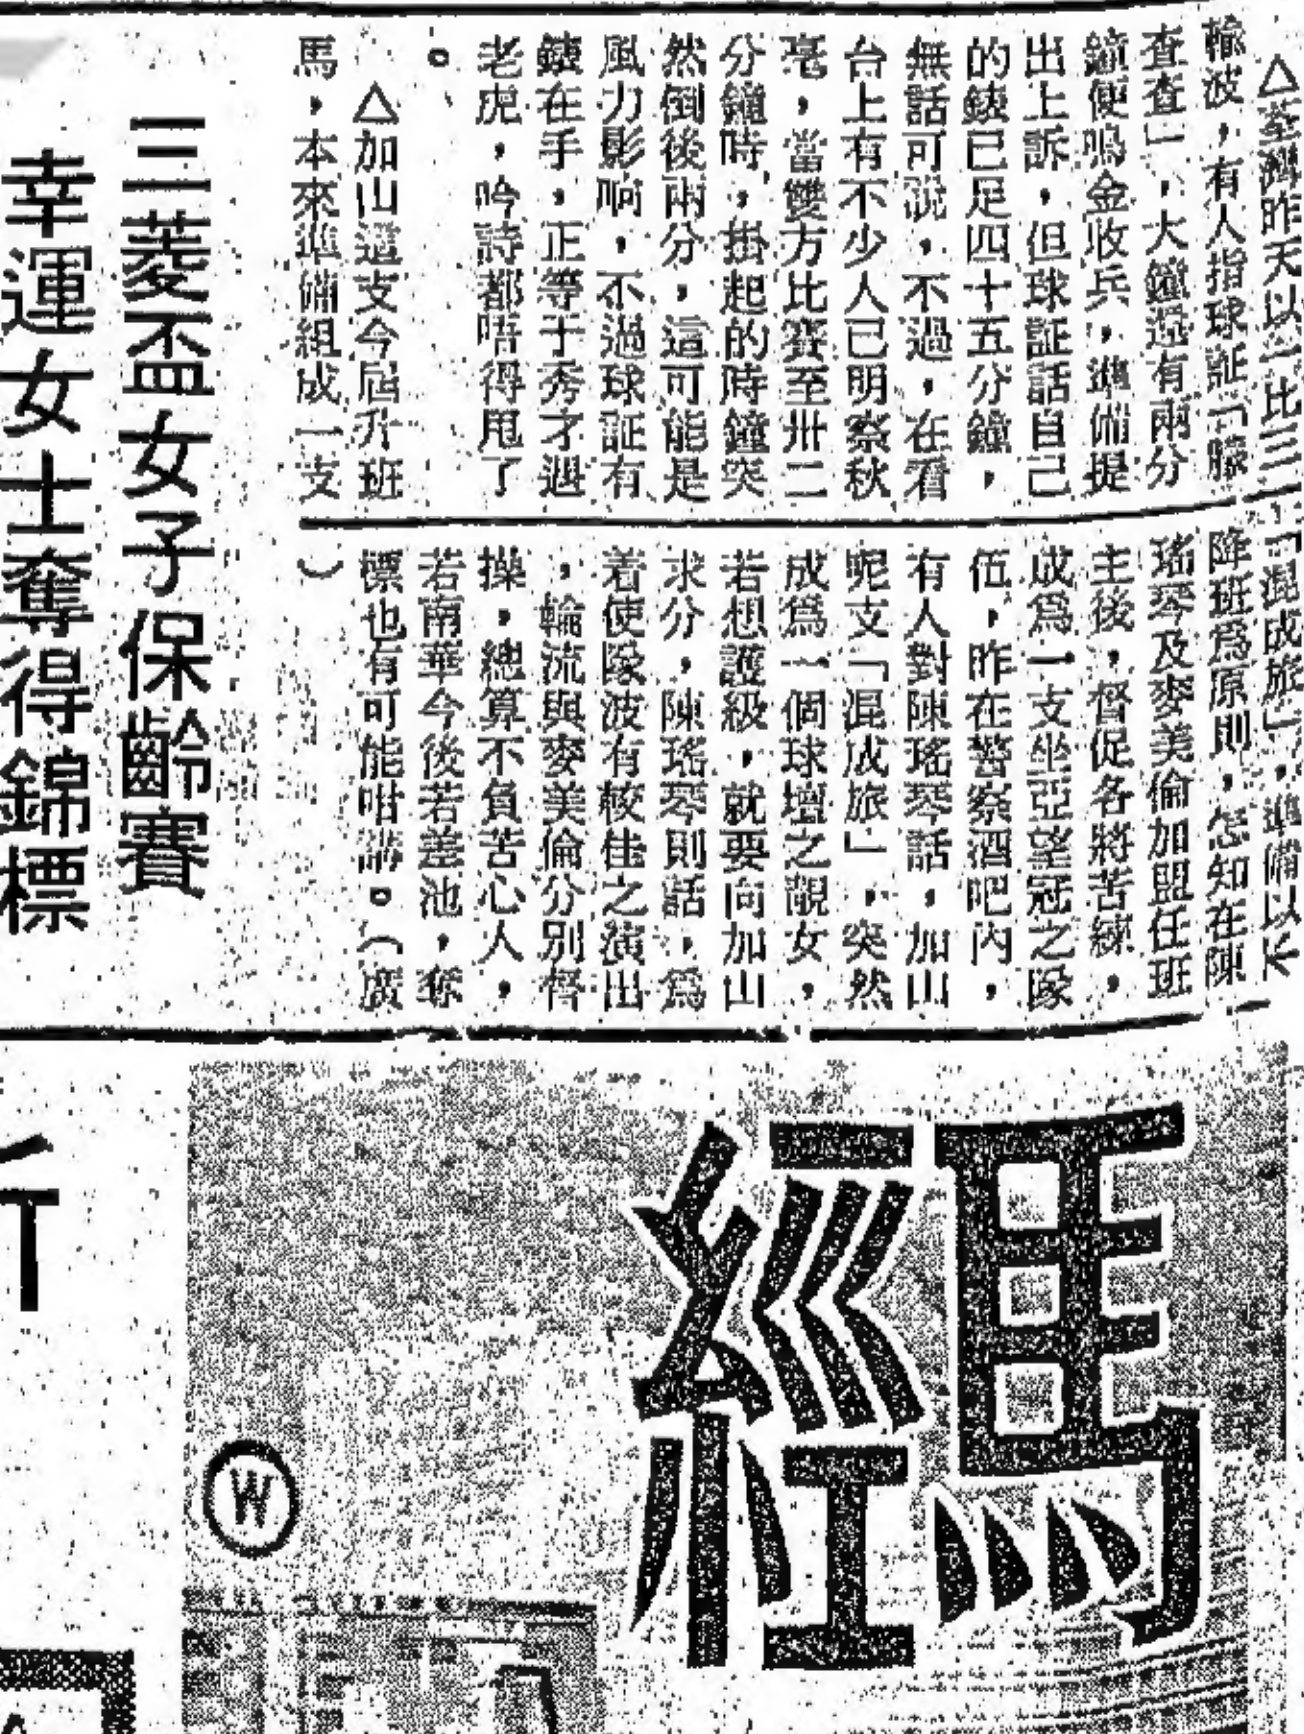 △荃灣昨天以一比三
輸波，有人指球証「朦
查查」，大鐘還有兩分
鐘便鳴金收兵，準備提
出上訴，但球証話自己
的錶已足四十五分鐘，
無話可說，不過，在看
台上有不少人已明察秋
毫，當雙方比賽至卅二
分鐘時，掛起的時鐘突
然倒後兩分，這可能是
風力影响，不過球証有
錶在手，正等于秀才遇
老虎，吟詩都唔得甩了
。
△加山這支今屆升班
馬，本來準備組成一支
「混成旅」，準備以不
降班爲原則，怎知在陳
瑤琴及麥美倫加盟任班
主後，督促各將苦練，
成爲一支坐亞望冠之隊
伍，昨在警察酒吧內，
有人對陳瑤琴話，加山
呢支「混成旅」，突然
成爲一個球壇之靚女，
若想護級，就要向加山
求分，陳瑤琴則話，爲
着使隊波有較佳之演出
，輪流與麥美倫分別督
操，總算不負苦心人，
若南華今後若差池，奪
標也有可能咁講。（廣
）
三菱盃女子保齡賽
幸運女士奪得錦標
馬經
W